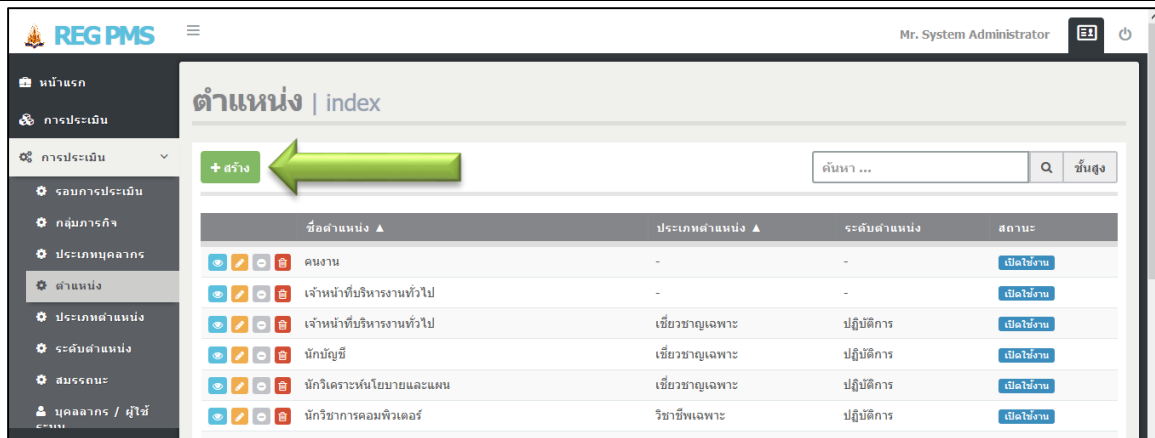 REG PMS
Mr. System Administrator
หน้าแรก
การประเมิน
การประเมิน
รอบการประเมิน
กลุ่มภารกิจ
ประเภทบุคลากร
ตำแหน่ง
ประเภทตำแหน่ง
ระดับตำแหน่ง
สมรรถนะ
บุคลากร / ผู้ใช้
ระบบ
ตำแหน่ง | index
+ สร้าง
ค้นหา ...
ชั้นสูง
ชื่อตำแหน่ง ▲ ประเภทตำแหน่ง ▲ ระดับตำแหน่ง สถานะ
คนงาน - - เปิดใช้งาน
เจ้าหน้าที่บริหารงานทั่วไป - - เปิดใช้งาน
เจ้าหน้าที่บริหารงานทั่วไป เชี่ยวชาญเฉพาะ ปฏิบัติการ เปิดใช้งาน
นักบัญชี เชี่ยวชาญเฉพาะ ปฏิบัติการ เปิดใช้งาน
นักวิเคราะห์นโยบายและแผน เชี่ยวชาญเฉพาะ ปฏิบัติการ เปิดใช้งาน
นักวิชาการคอมพิวเตอร์ วิชาชีพเฉพาะ ปฏิบัติการ เปิดใช้งาน